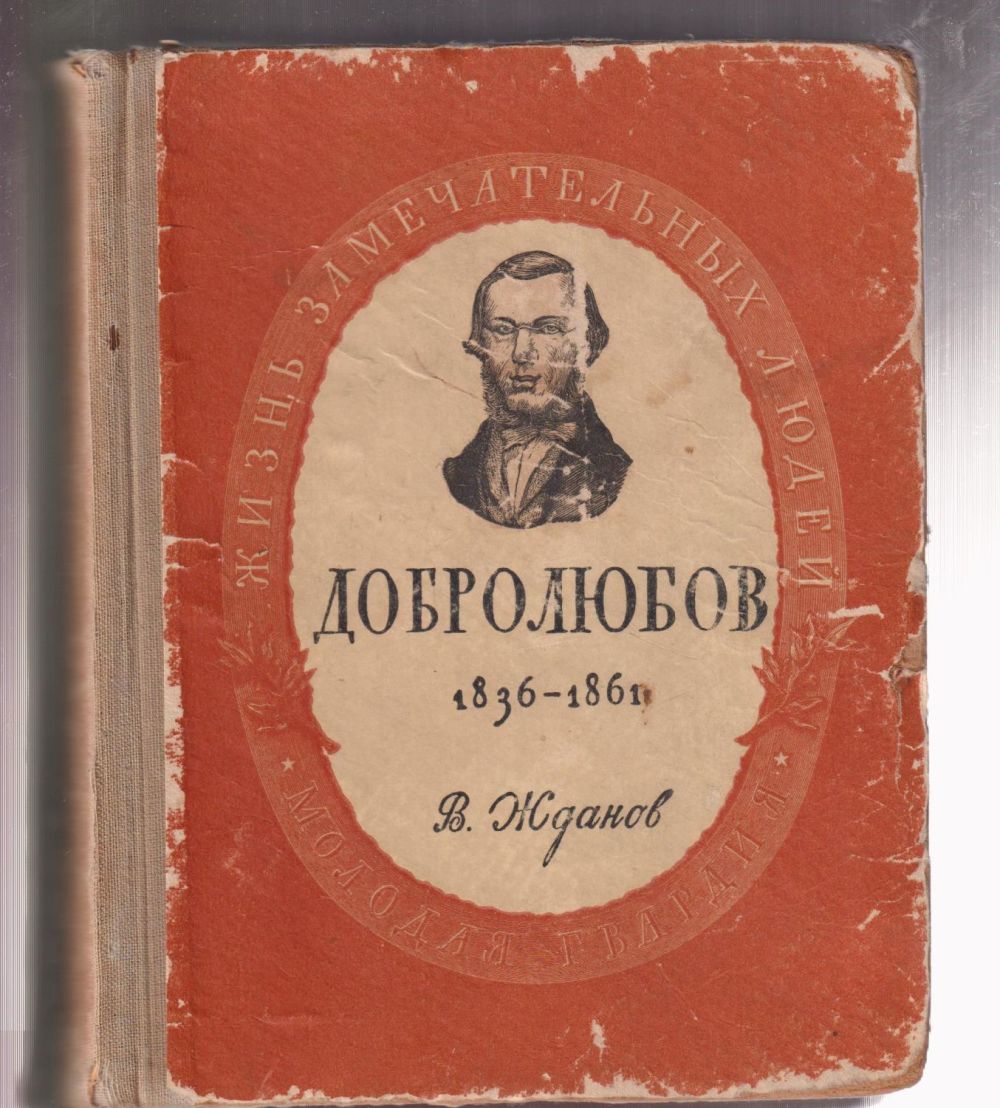 ЖИЗНЬ ЗАМЕЧАТЕЛЬНЫХ ЛЮДЕЙ
ДОБРОЛЮБОВ
1836-1861
В. Жданов
★ МОЛОДАЯ ГВАРДИЯ ★